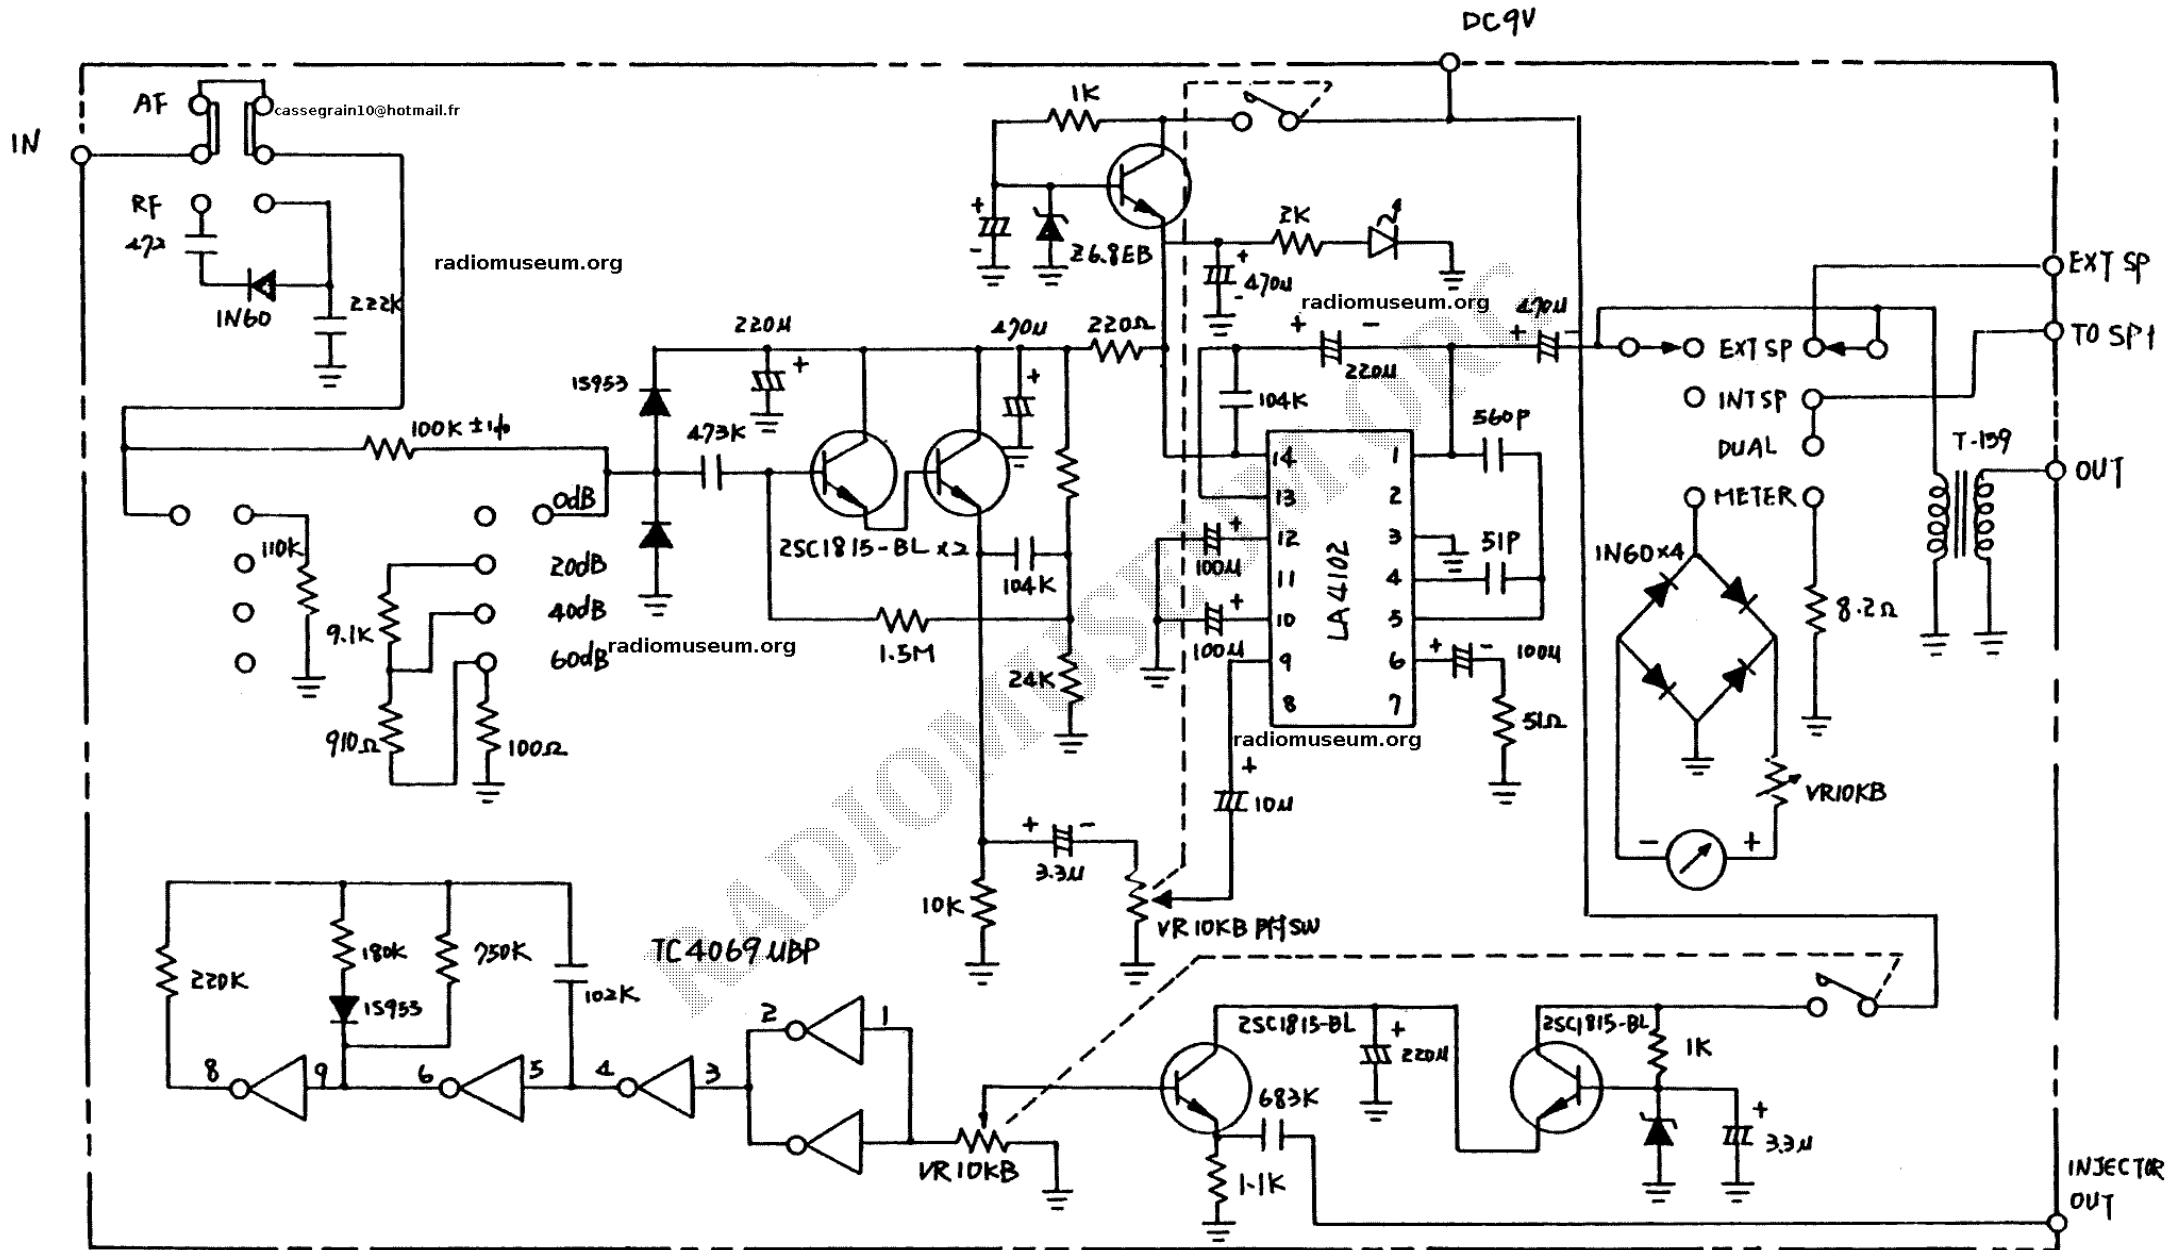 DC9V
AF
cassegrain10@hotmail.fr
IN
RF
472
1N60
222K
radiomuseum.org
1K
Z6.8EB
2K
470μ
radiomuseum.org
EXT SP
TO SP1
OUT
1S953
220μ
470μ
220Ω
220μ
470μ
104K
560P
EXT SP
INT SP
DUAL
METER
T-159
100K ±1%
473K
0dB
20dB
40dB
60dB
110K
9.1K
910Ω
100Ω
radiomuseum.org
2SC1815-BL x2
104K
1.5M
24K
14
13
12
11
10
9
8
1
2
3
4
5
6
7
LA4102
100μ
100μ
51P
100μ
51Ω
radiomuseum.org
1N60x4
8.2Ω
VR10KB
10μ
3.3μ
10K
VR10KB 附SW
RADIOMUSEUM.ORG
TC4069UBP
220K
180K
750K
102K
1S953
8
9
6
5
4
3
2
1
VR10KB
2SC1815-BL
220μ
2SC1815-BL
1K
683K
1.1K
3.3μ
INJECTOR
OUT